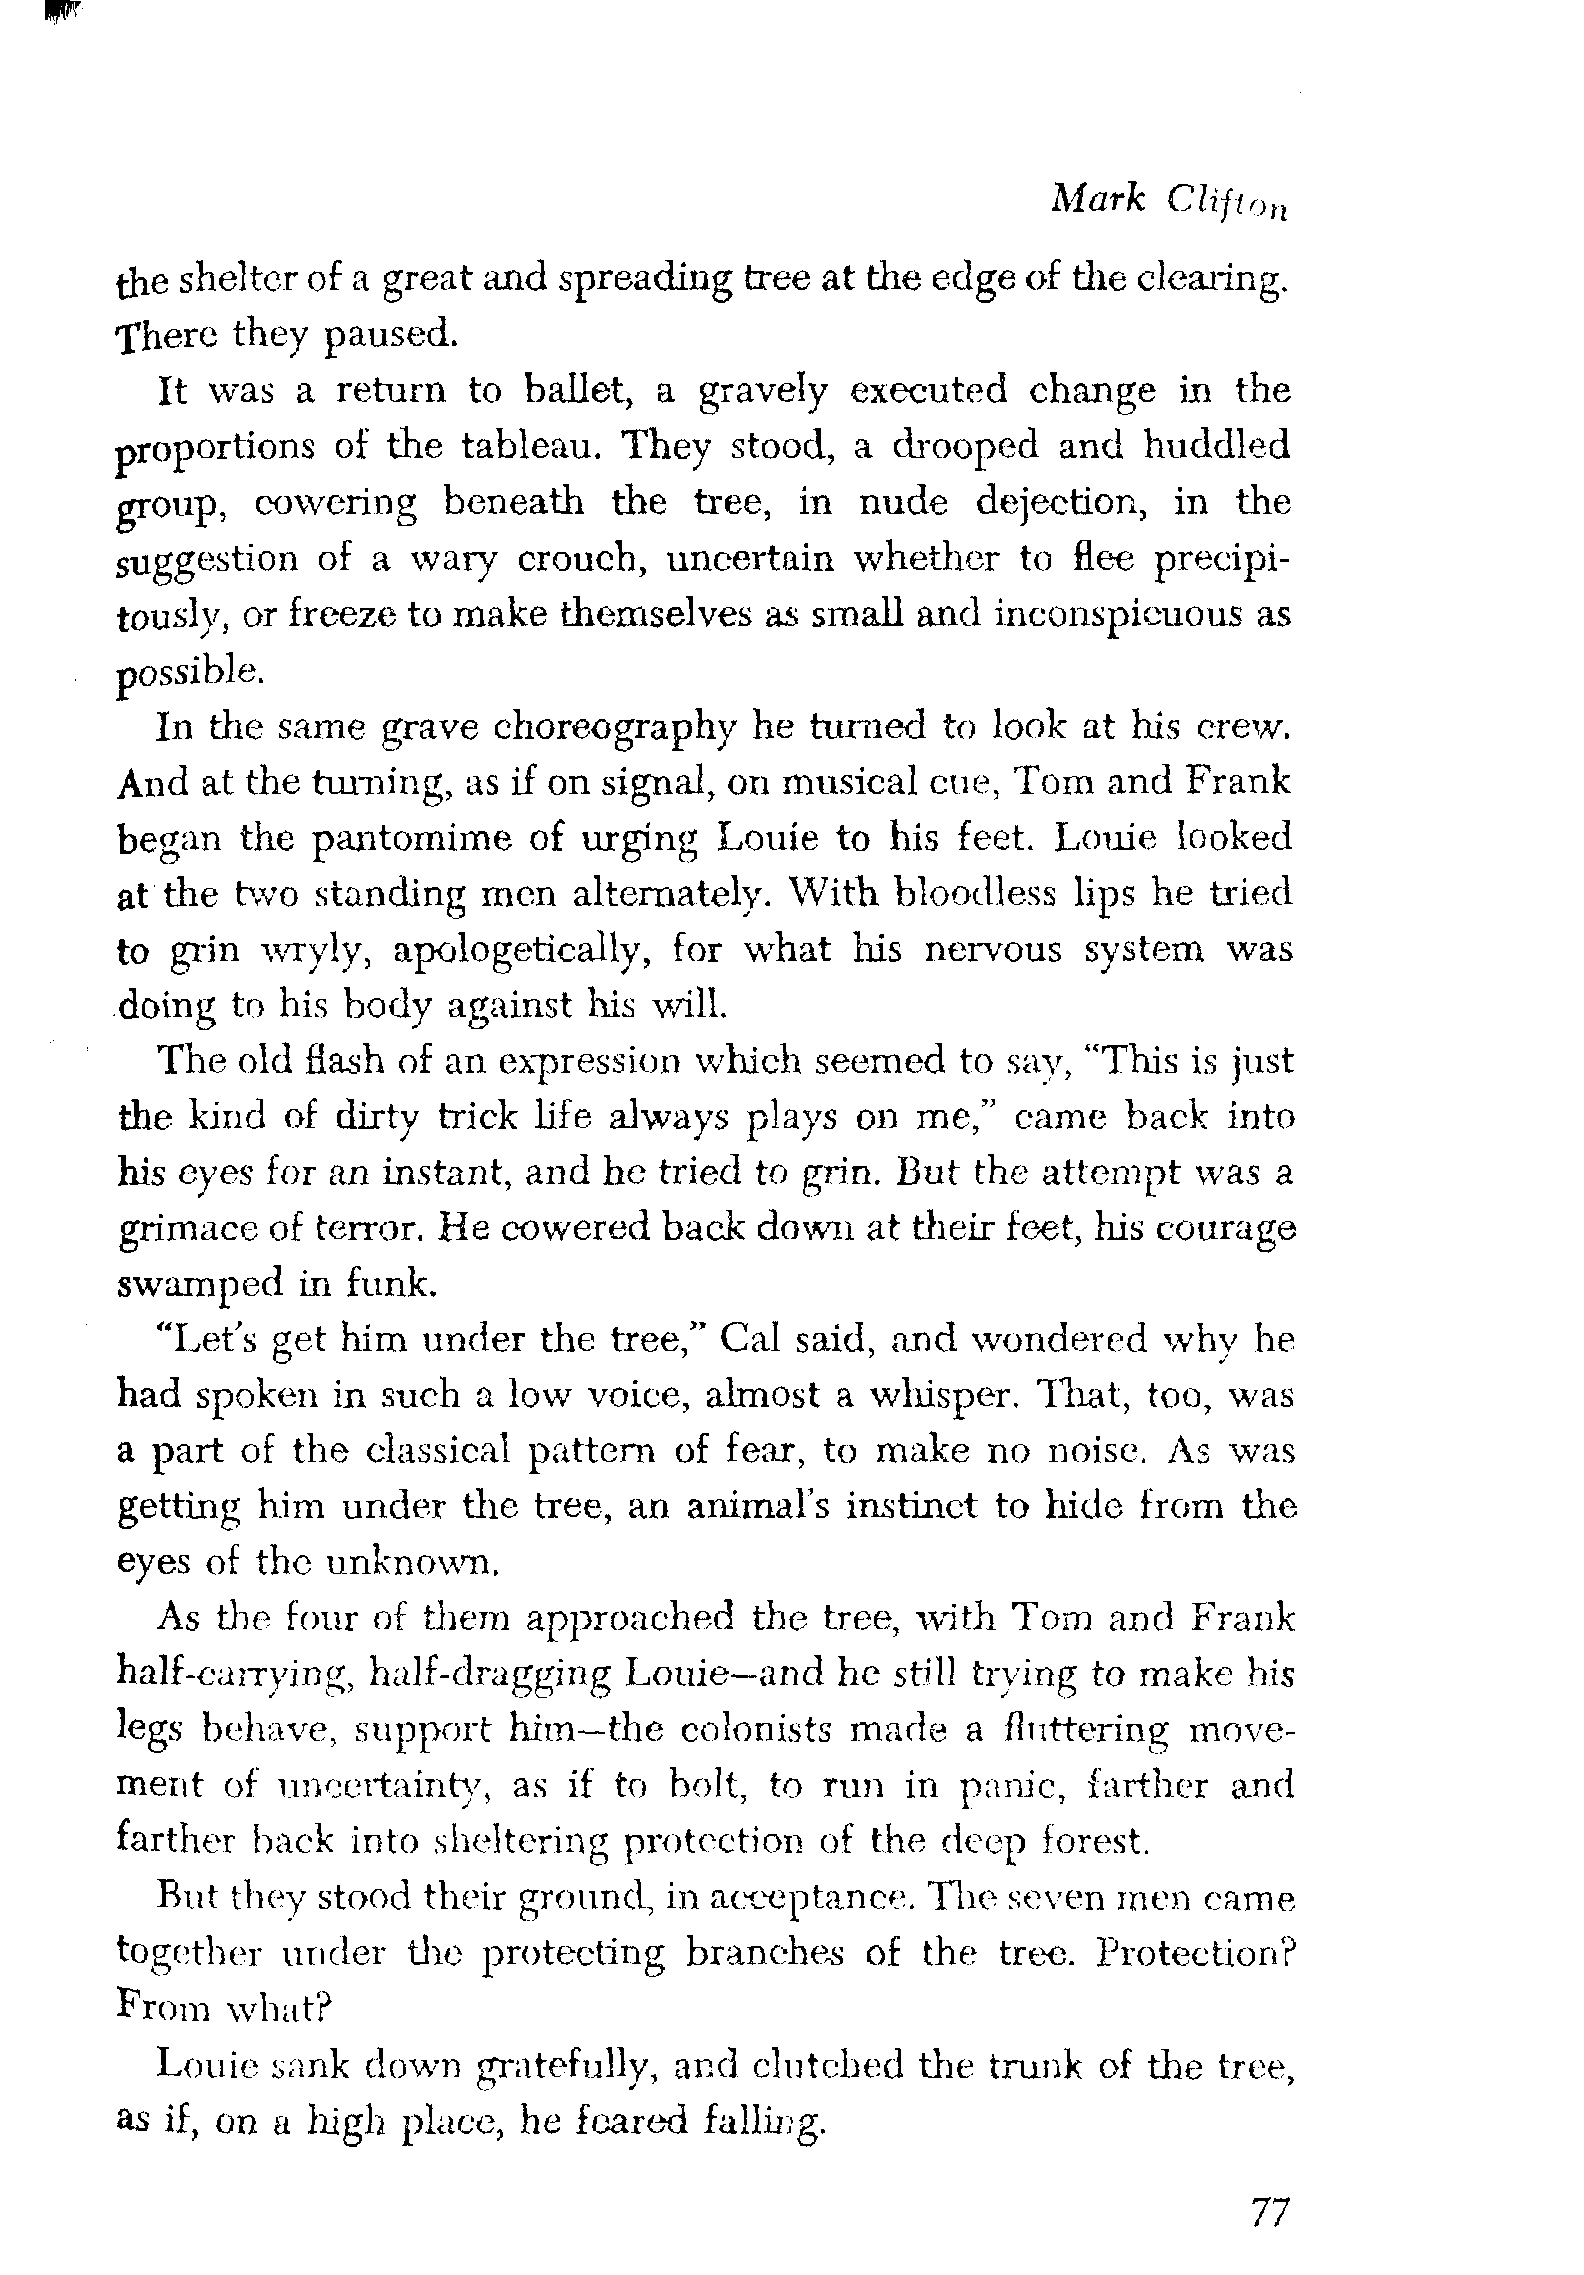 Mark Clifton
the shelter of a great and spreading tree at the edge of the clearing.
There they paused.
It was a return to ballet, a gravely executed change in the
proportions of the tableau. They stood, a drooped and huddled
group, cowering beneath the tree, in nude dejection, in the
suggestion of a wary crouch, uncertain whether to flee precipi-
tously, or freeze to make themselves as small and inconspicuous as
possible.
In the same grave choreography he turned to look at his crew.
And at the turning, as if on signal, on musical cue, Tom and Frank
began the pantomime of urging Louie to his feet. Louie looked
at the two standing men alternately. With bloodless lips he tried
to grin wryly, apologetically, for what his nervous system was
doing to his body against his will.
The old flash of an expression which seemed to say, "This is just
the kind of dirty trick life always plays on me," came back into
his eyes for an instant, and he tried to grin. But the attempt was a
grimace of terror. He cowered back down at their feet, his courage
swamped in funk.
"Let's get him under the tree," Cal said, and wondered why he
had spoken in such a low voice, almost a whisper. That, too, was
a part of the classical pattern of fear, to make no noise. As was
getting him under the tree, an animal's instinct to hide from the
eyes of the unknown.
As the four of them approached the tree, with Tom and Frank
half-carrying, half-dragging Louie—and he still trying to make his
legs behave, support him—the colonists made a fluttering move-
ment of uncertainty, as if to bolt, to run in panic, farther and
farther back into sheltering protection of the deep forest.
But they stood their ground, in acceptance. The seven men came
together under the protecting branches of the tree. Protection?
From what?
Louie sank down gratefully, and clutched the trunk of the tree,
as if, on a high place, he feared falling.
77